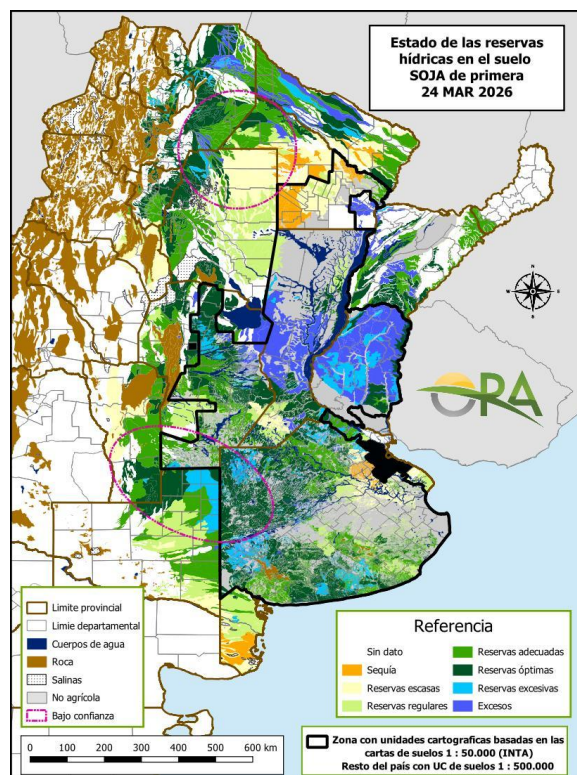 Estado de las reservas
hídricas en el suelo
SOJA de primera
24 MAR 2026
N
O
E
S
ORA
Limite provincial
Limie departamental
Cuerpos de agua
Roca
Salinas
No agrícola
Bajo confianza
Referencia
Sin dato
Sequía
Reservas escasas
Reservas regulares
Reservas adecuadas
Reservas óptimas
Reservas excesivas
Excesos
0 100 200 300 400 600 km
Zona con unidades cartograficas basadas en las
cartas de suelos 1 : 50.000 (INTA)
Resto del país con UC de suelos 1 : 500.000